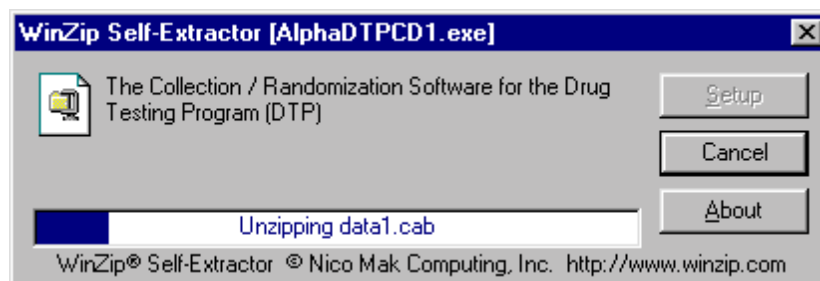 WinZip Self-Extractor [AlphaDTPCD1.exe]
The Collection / Randomization Software for the Drug
Testing Program (DTP)
Setup
Cancel
About
Unzipping data1.cab
WinZip® Self-Extractor © Nico Mak Computing, Inc. http://www.winzip.com